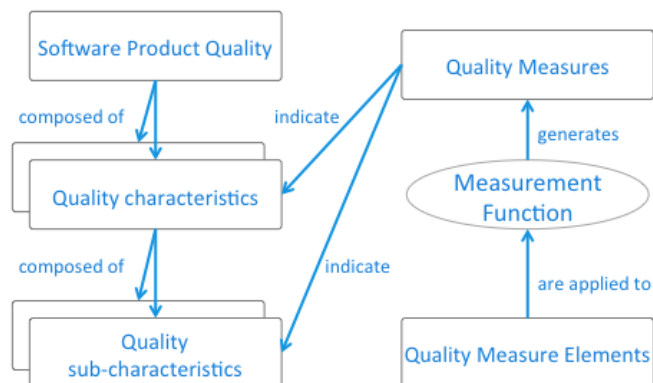 Software Product Quality
Quality Measures
composed of
indicate
generates
Quality characteristics
Measurement
Function
composed of
indicate
are applied to
Quality
sub-characteristics
Quality Measure Elements